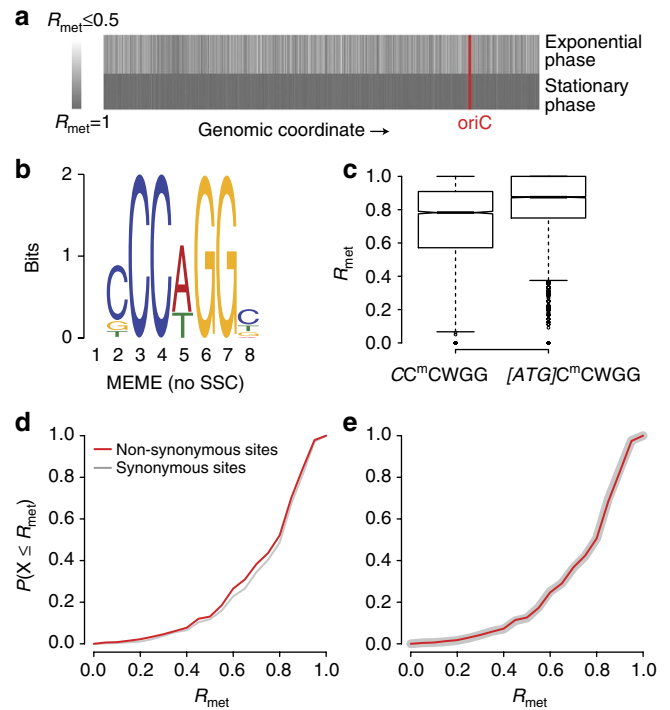 a
R_met≤0.5
R_met=1
Exponential
phase
Stationary
phase
Genomic coordinate →
oriC
b
2
1
0
Bits
C G T C C A T G G C T G
1 2 3 4 5 6 7 8
MEME (no SSC)
c
1.0
0.8
0.6
0.4
0.2
0.0
R_met
CC^mCWGG
[ATG]C^mCWGG
d
1.0
0.8
0.6
0.4
0.2
0.0
P(X ≤ R_met)
Non-synonymous sites
Synonymous sites
0.0 0.2 0.4 0.6 0.8 1.0
R_met
e
1.0
0.8
0.6
0.4
0.2
0.0
0.0 0.2 0.4 0.6 0.8 1.0
R_met